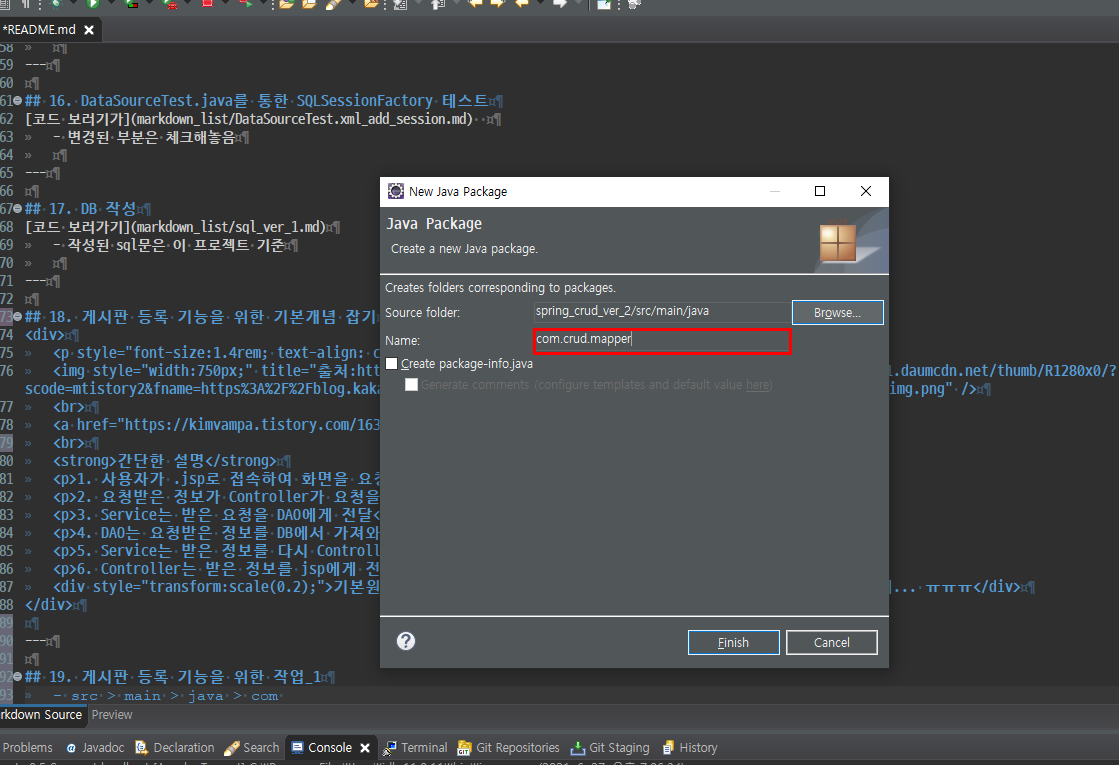 *README.md
58
59 ---
60
61 ## 16. DataSourceTest.java를 통한 SQLSessionFactory 테스트
62 [코드 보러기가](markdown_list/DataSourceTest.xml_add_session.md)
63 - 변경된 부분은 체크해놓음
64
65 ---
66
67 ## 17. DB 작성
68 [코드 보러가기](markdown_list/sql_ver_1.md)
69 - 작성된 sql문은 이 프로젝트 기준
70
71 ---
72
73 ## 18. 게시판 등록 기능을 위한 기본개념 잡기
74 <div>
75 <p style="font-size:1.4rem; text-align:
76 <img style="width:750px;" title="출처:ht 1.daumcdn.net/thumb/R1280x0/?
scode=mtistory2&fname=https%3A%2F%2Fblog.kaka img.png" />
77 <br>
78 <a href="https://kimvampa.tistory.com/163
79 <br>
80 <strong>간단한 설명</strong>
81 <p>1. 사용자가 .jsp로 접속하여 화면을 요청
82 <p>2. 요청받은 정보가 Controller가 요청을
83 <p>3. Service는 받은 요청을 DAO에게 전달<
84 <p>4. DAO는 요청받은 정보를 DB에서 가져와
85 <p>5. Service는 받은 정보를 다시 Controll
86 <p>6. Controller는 받은 정보를 jsp에게 전
87 <div style="transform:scale(0.2);">기본원 ... ㅠㅠㅠ</div>
88 </div>
89
90 ---
91
92 ## 19. 게시판 등록 기능을 위한 작업_1
93 - src > main > java > com
New Java Package
Java Package
Create a new Java package.
Creates folders corresponding to packages.
Source folder: spring_crud_ver_2/src/main/java Browse...
Name: com.crud.mapper
Create package-info.java
Generate comments (configure templates and default value here)
? Finish Cancel
rkdown Source Preview
Problems Javadoc Declaration Search Console Terminal Git Repositories Git Staging History